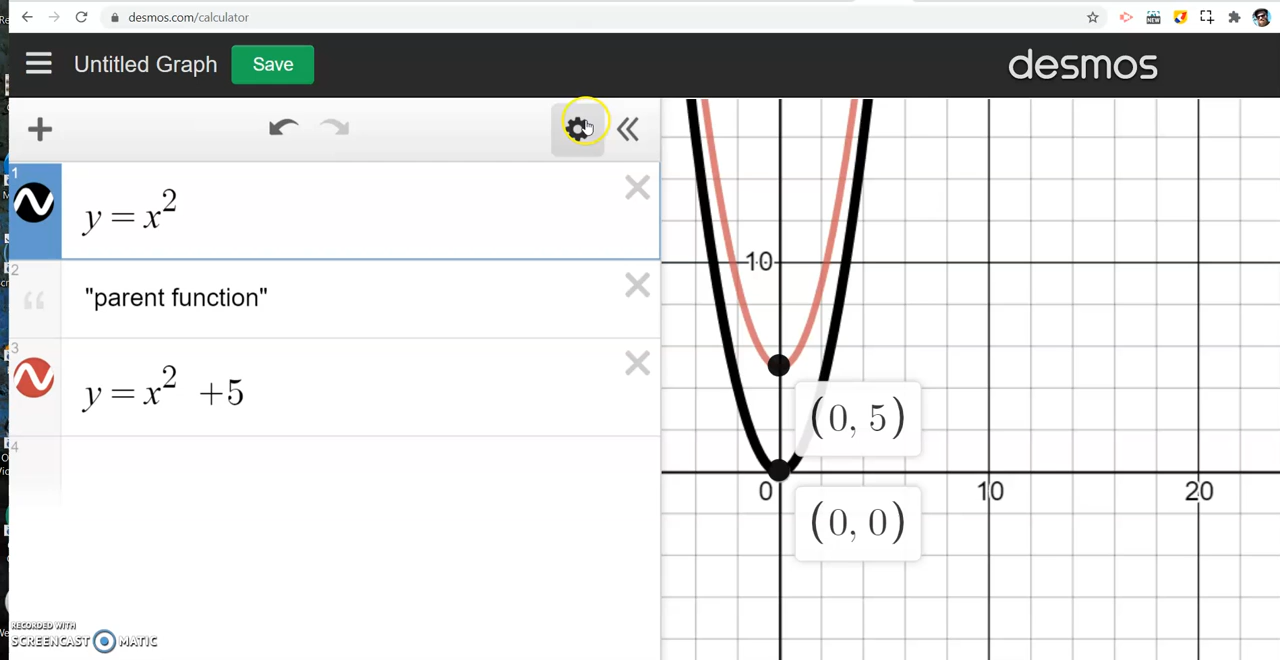 desmos.com/calculator
NEW
Untitled Graph
Save
desmos
1
y = x²
2
"parent function"
3
y = x² +5
4
10
(0, 5)
0
10
20
(0, 0)
RECORDED WITH
SCREENCAST MATIC